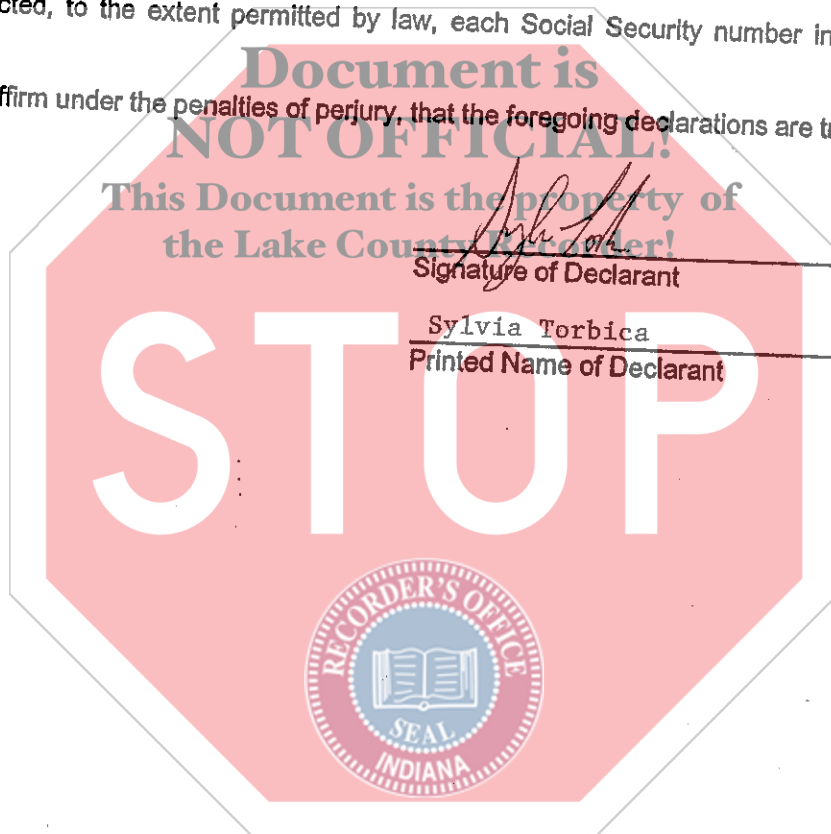 cted, to the extent permitted by law, each Social Security number in
Document is
ffirm under the penalties of perjury, that the foregoing declarations are t
NOT OFFICIAL!
This Document is the property of
the Lake County Recorder!
Signature of Declarant
Sylvia Torbica
Printed Name of Declarant
STOP
RECORDER'S OFFICE
SEAL
INDIANA